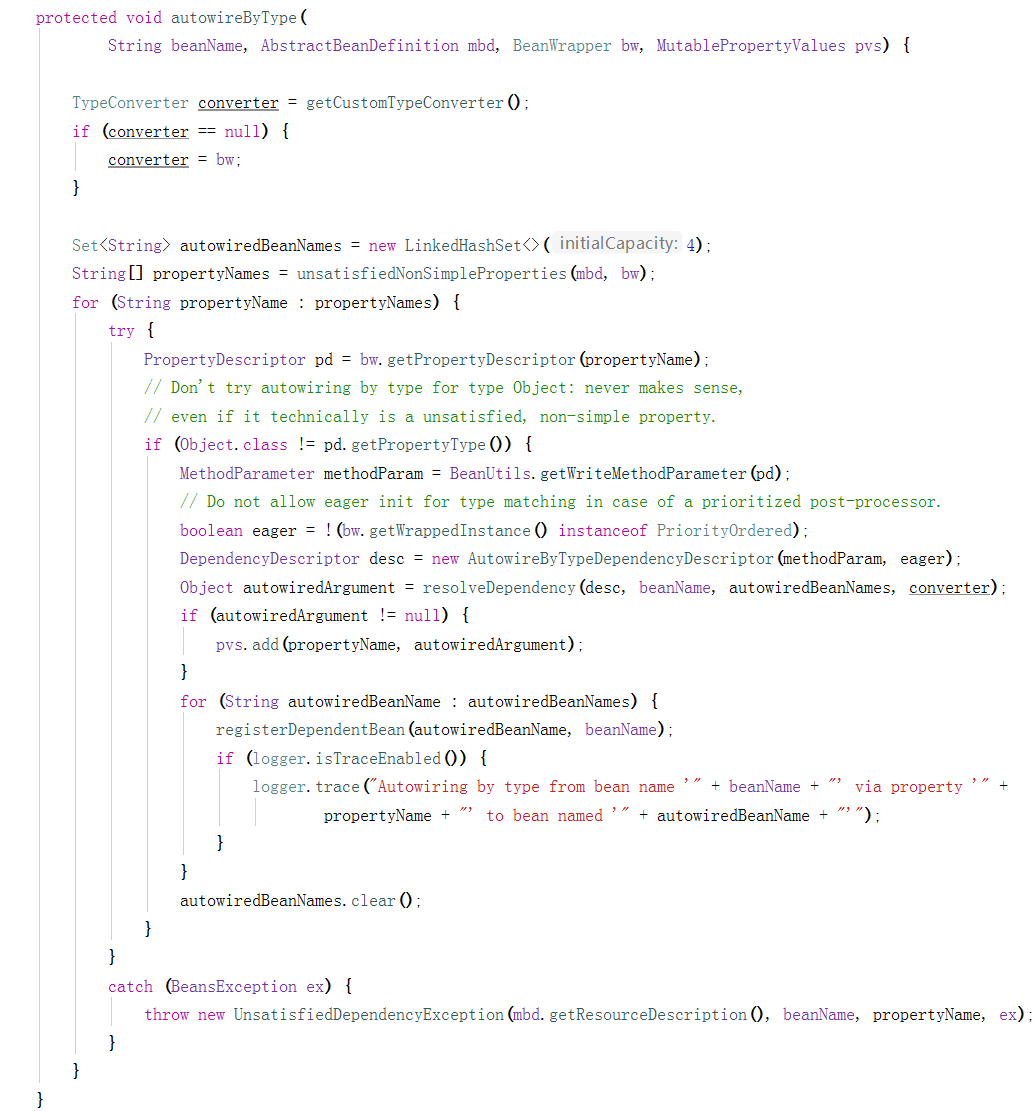 protected void autowireByType(
String beanName, AbstractBeanDefinition mbd, BeanWrapper bw, MutablePropertyValues pvs) {
TypeConverter converter = getCustomTypeConverter();
if (converter == null) {
converter = bw;
}
Set<String> autowiredBeanNames = new LinkedHashSet<>( initialCapacity: 4);
String[] propertyNames = unsatisfiedNonSimpleProperties(mbd, bw);
for (String propertyName : propertyNames) {
try {
PropertyDescriptor pd = bw.getPropertyDescriptor(propertyName);
// Don't try autowiring by type for type Object: never makes sense,
// even if it technically is a unsatisfied, non-simple property.
if (Object.class != pd.getPropertyType()) {
MethodParameter methodParam = BeanUtils.getWriteMethodParameter(pd);
// Do not allow eager init for type matching in case of a prioritized post-processor.
boolean eager = !(bw.getWrappedInstance() instanceof PriorityOrdered);
DependencyDescriptor desc = new AutowireByTypeDependencyDescriptor(methodParam, eager);
Object autowiredArgument = resolveDependency(desc, beanName, autowiredBeanNames, converter);
if (autowiredArgument != null) {
pvs.add(propertyName, autowiredArgument);
}
for (String autowiredBeanName : autowiredBeanNames) {
registerDependentBean(autowiredBeanName, beanName);
if (logger.isTraceEnabled()) {
logger.trace("Autowiring by type from bean name '" + beanName + "' via property '" +
propertyName + "' to bean named '" + autowiredBeanName + "'");
}
}
autowiredBeanNames.clear();
}
}
catch (BeansException ex) {
throw new UnsatisfiedDependencyException(mbd.getResourceDescription(), beanName, propertyName, ex);
}
}
}